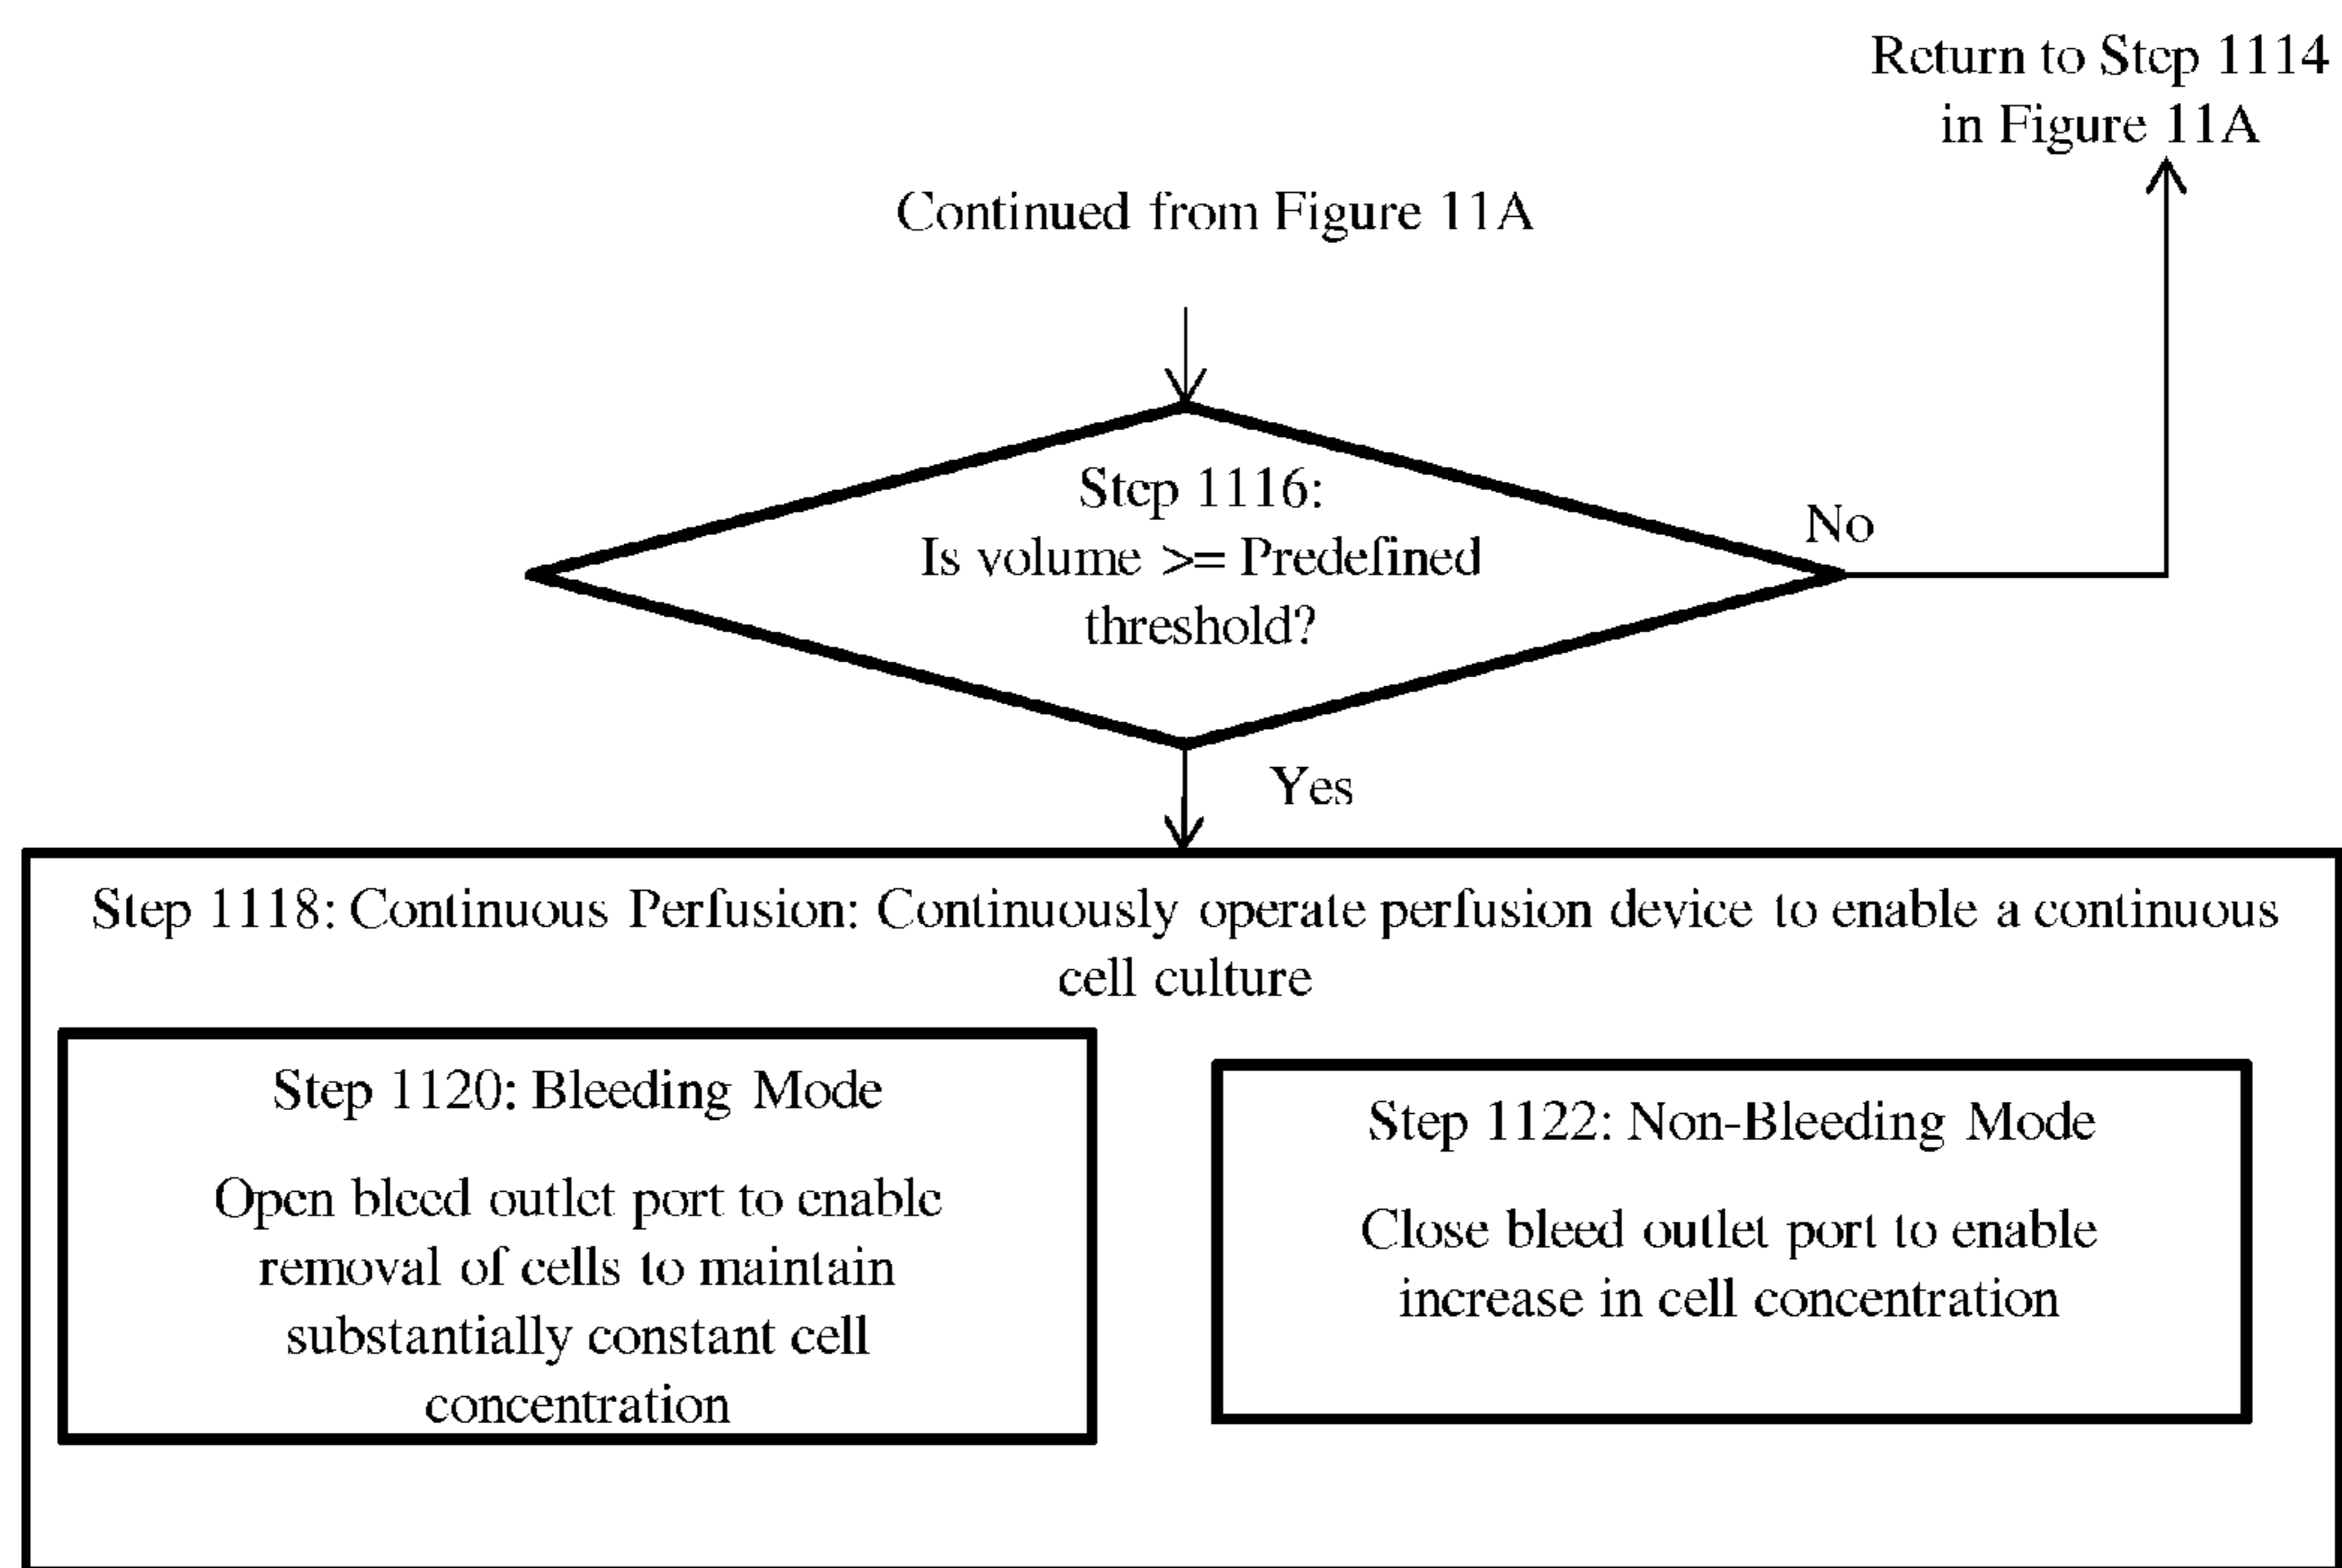 Return to Step 1114
in Figure 11A
Continued from Figure 11A
Step 1116:
Is volume >= Predefined
threshold?
No
Yes
Step 1118: Continuous Perfusion: Continuously operate perfusion device to enable a continuous
cell culture
Step 1120: Bleeding Mode
Open bleed outlet port to enable
removal of cells to maintain
substantially constant cell
concentration
Step 1122: Non-Bleeding Mode
Close bleed outlet port to enable
increase in cell concentration